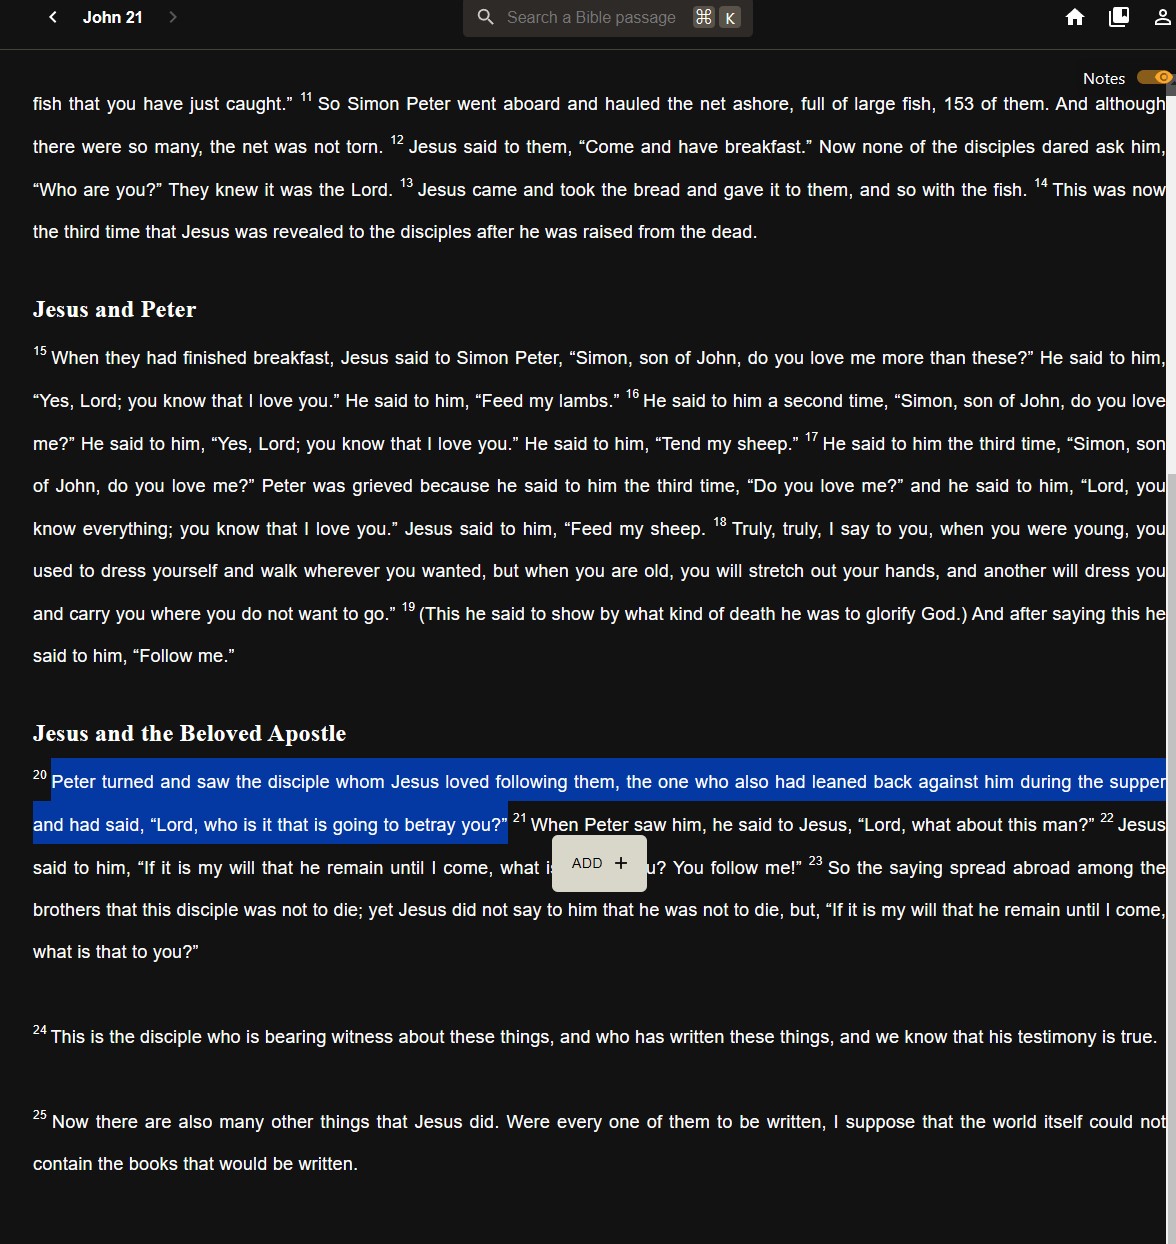 John 21
Search a Bible passage ⌘ K
Notes
fish that you have just caught.” 11 So Simon Peter went aboard and hauled the net ashore, full of large fish, 153 of them. And although
there were so many, the net was not torn. 12 Jesus said to them, “Come and have breakfast.” Now none of the disciples dared ask him,
“Who are you?” They knew it was the Lord. 13 Jesus came and took the bread and gave it to them, and so with the fish. 14 This was now
the third time that Jesus was revealed to the disciples after he was raised from the dead.
Jesus and Peter
15 When they had finished breakfast, Jesus said to Simon Peter, “Simon, son of John, do you love me more than these?” He said to him,
“Yes, Lord; you know that I love you.” He said to him, “Feed my lambs.” 16 He said to him a second time, “Simon, son of John, do you love
me?” He said to him, “Yes, Lord; you know that I love you.” He said to him, “Tend my sheep.” 17 He said to him the third time, “Simon, son
of John, do you love me?” Peter was grieved because he said to him the third time, “Do you love me?” and he said to him, “Lord, you
know everything; you know that I love you.” Jesus said to him, “Feed my sheep. 18 Truly, truly, I say to you, when you were young, you
used to dress yourself and walk wherever you wanted, but when you are old, you will stretch out your hands, and another will dress you
and carry you where you do not want to go.” 19 (This he said to show by what kind of death he was to glorify God.) And after saying this he
said to him, “Follow me.”
Jesus and the Beloved Apostle
20 Peter turned and saw the disciple whom Jesus loved following them, the one who also had leaned back against him during the supper
and had said, “Lord, who is it that is going to betray you?” 21 When Peter saw him, he said to Jesus, “Lord, what about this man?” 22 Jesus
said to him, “If it is my will that he remain until I come, what u? You follow me!” 23 So the saying spread abroad among the
ADD +
brothers that this disciple was not to die; yet Jesus did not say to him that he was not to die, but, “If it is my will that he remain until I come,
what is that to you?”
24 This is the disciple who is bearing witness about these things, and who has written these things, and we know that his testimony is true.
25 Now there are also many other things that Jesus did. Were every one of them to be written, I suppose that the world itself could not
contain the books that would be written.